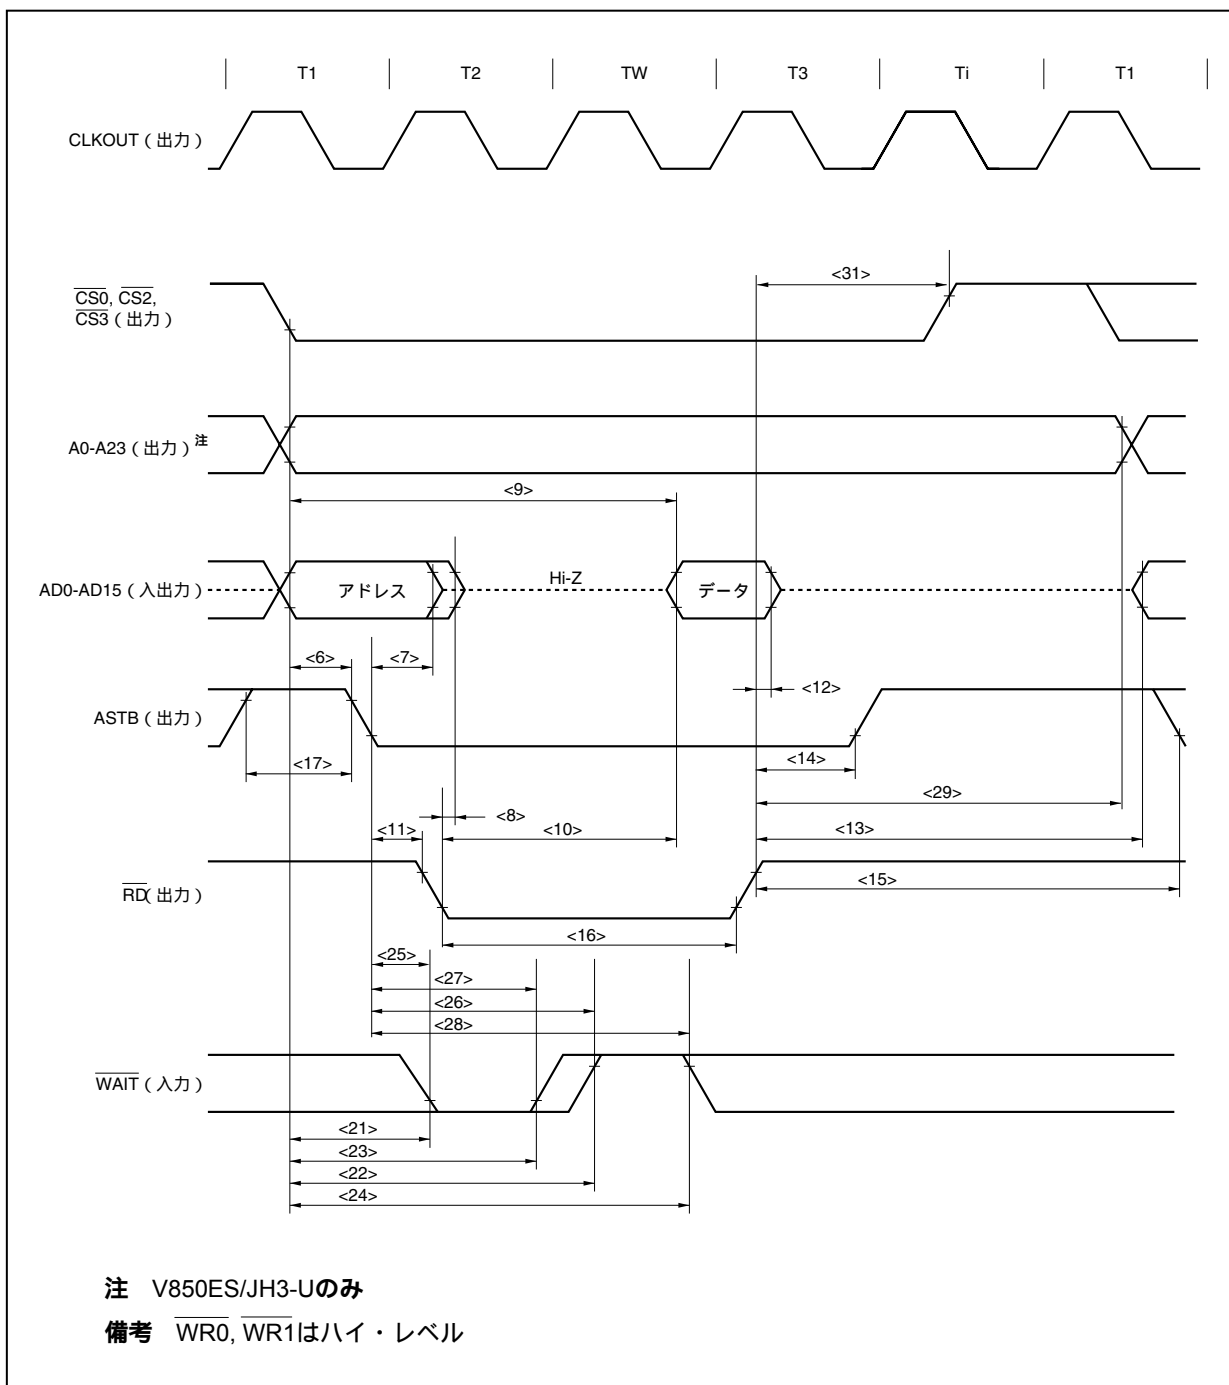 T1 T2 TW T3 Ti T1
CLKOUT(出力)
<31>
CS0, CS2,
CS3(出力)
A0-A23(出力)注
<9>
AD0-AD15(入出力)
アドレス
Hi-Z
データ
<6> <7>
<12>
ASTB(出力)
<17>
<14>
<29>
<8>
<11> <10> <13>
RD(出力)
<15>
<16>
<25>
<27>
<26>
<28>
WAIT(入力)
<21>
<23>
<22>
<24>
注 V850ES/JH3-Uのみ
備考 WR0, WR1はハイ・レベル